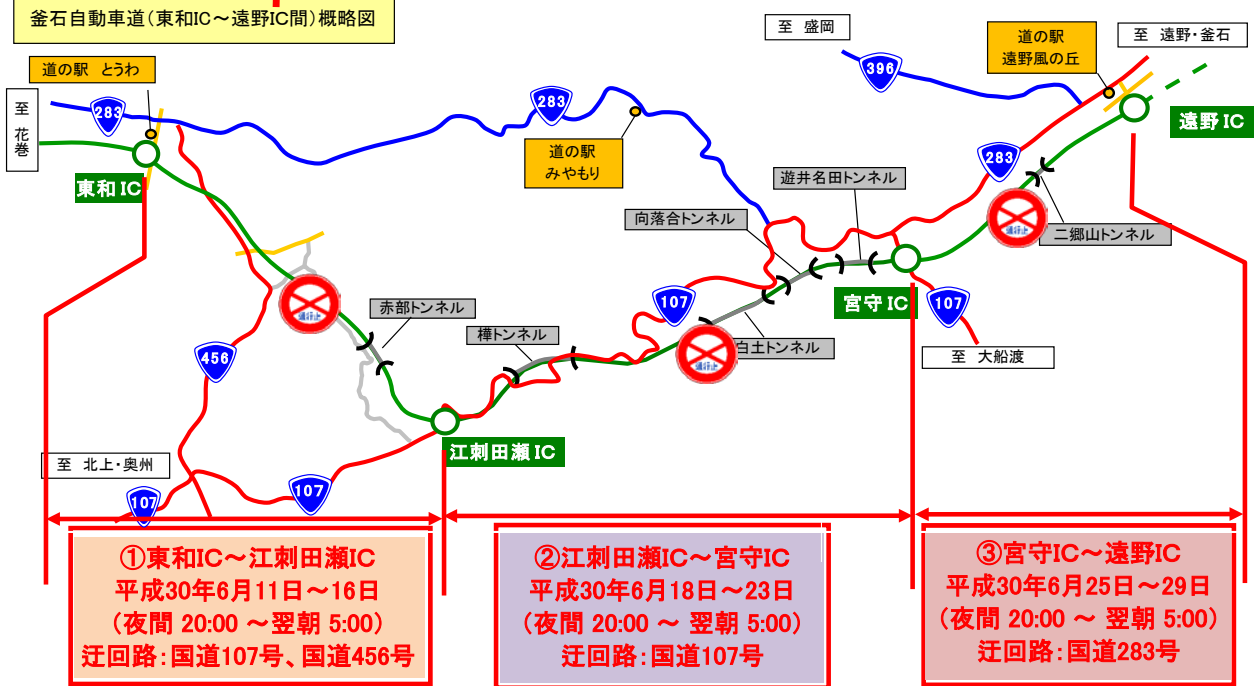 釜石自動車道（東和IC～遠野IC間）概略図
至 盛岡
道の駅
遠野風の丘
至 遠野・釜石
道の駅 とうわ
396
至
花
巻
283
283
遠野 IC
道の駅
みやもり
283
東和 IC
遊井名田トンネル
向落合トンネル
通行止
二郷山トンネル
赤部トンネル
107
宮守 IC
107
通行止
樺トンネル
白土トンネル
通行止
456
至 大船渡
江刺田瀬 IC
至 北上・奥州
107
107
①東和IC～江刺田瀬IC
平成30年6月11日～16日
（夜間 20:00 ～ 翌朝 5:00）
迂回路：国道107号、国道456号
②江刺田瀬IC～宮守IC
平成30年6月18日～23日
（夜間 20:00 ～ 翌朝 5:00）
迂回路：国道107号
③宮守IC～遠野IC
平成30年6月25日～29日
（夜間 20:00 ～ 翌朝 5:00）
迂回路：国道283号